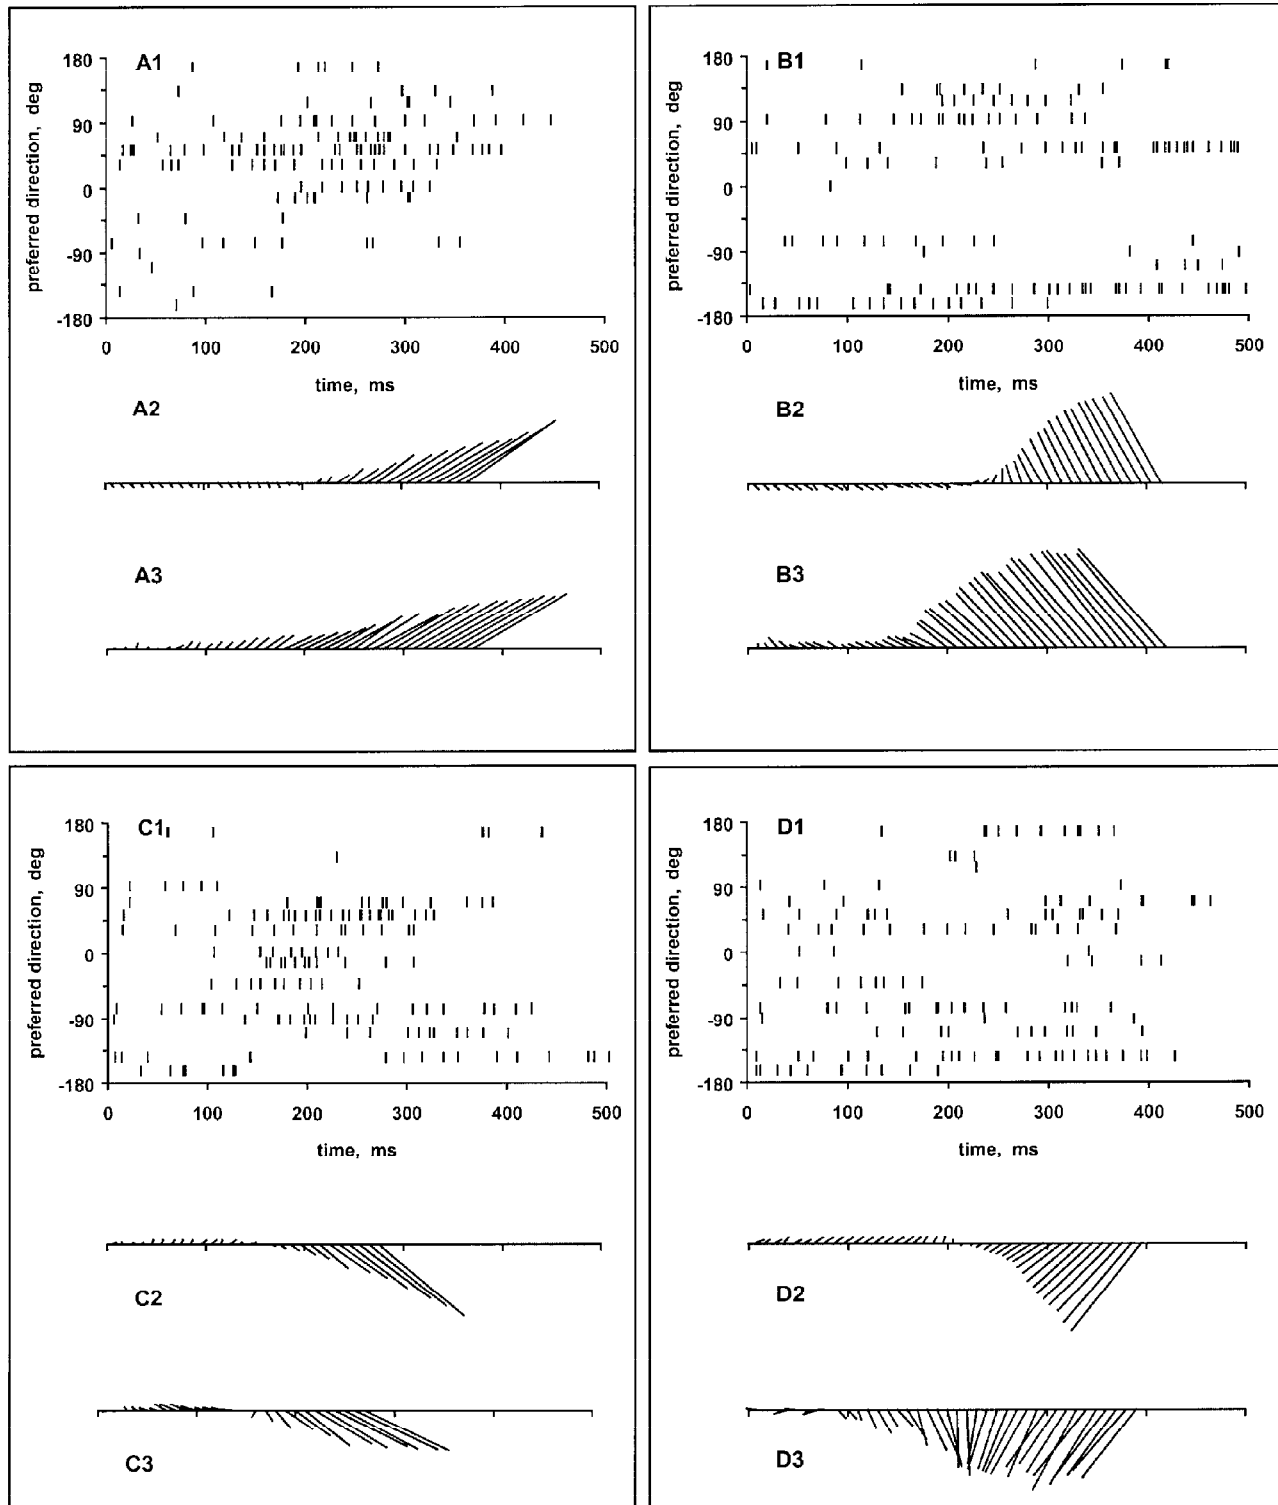 A1
preferred direction, deg
180
90
0
-90
-180
0 100 200 300 400 500
time, ms
A2
A3
B1
preferred direction, deg
180
90
0
-90
-180
0 100 200 300 400 500
time, ms
B2
B3
C1
preferred direction, deg
180
90
0
-90
-180
0 100 200 300 400 500
time, ms
C2
C3
D1
preferred direction, deg
180
90
0
-90
-180
0 100 200 300 400 500
time, ms
D2
D3